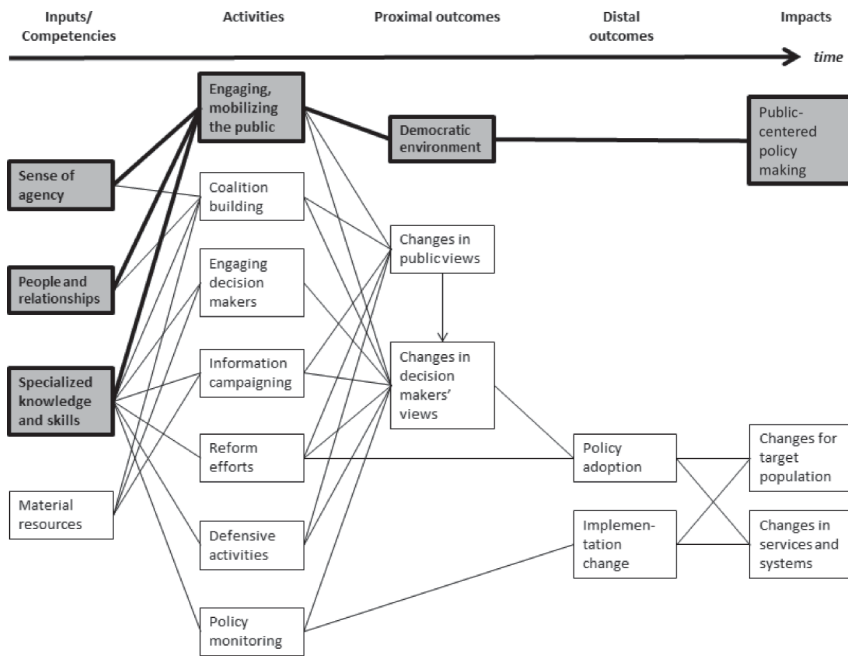 Inputs/
Competencies
Activities
Proximal outcomes
Distal
outcomes
Impacts
time
Engaging,
mobilizing
the public
Democratic
environment
Public-
centered
policy
making
Sense of
agency
Coalition
building
Changes in
public views
People and
relationships
Engaging
decision
makers
Specialized
knowledge
and skills
Information
campaigning
Changes in
decision
makers'
views
Reform
efforts
Policy
adoption
Changes for
target
population
Material
resources
Defensive
activities
Implemen-
tation
change
Changes in
services and
systems
Policy
monitoring